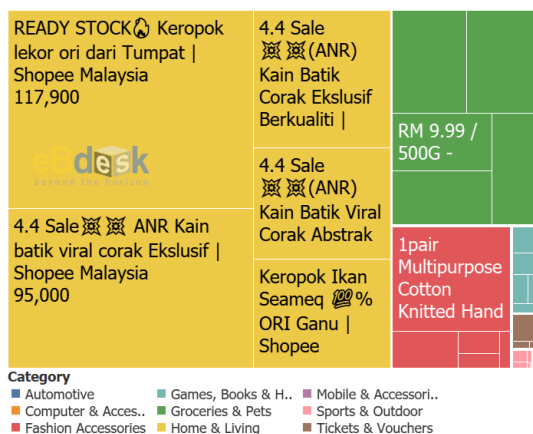 READY STOCK Keropok
lekor ori dari Tumpat |
Shopee Malaysia
117,900
eBdesk
beyond the horizon
4.4 Sale ANR Kain
batik viral corak Ekslusif |
Shopee Malaysia
95,000
4.4 Sale
(ANR)
Kain Batik
Corak Ekslusif
Berkualiti |
4.4 Sale
(ANR)
Kain Batik Viral
Corak Abstrak
Keropok Ikan
Seameq 💯%
ORI Ganu |
Shopee
RM 9.99 /
500G -
1pair
Multipurpose
Cotton
Knitted Hand
Category
Automotive
Games, Books & H..
Mobile & Accessori..
Computer & Acces..
Groceries & Pets
Sports & Outdoor
Fashion Accessories
Home & Living
Tickets & Vouchers